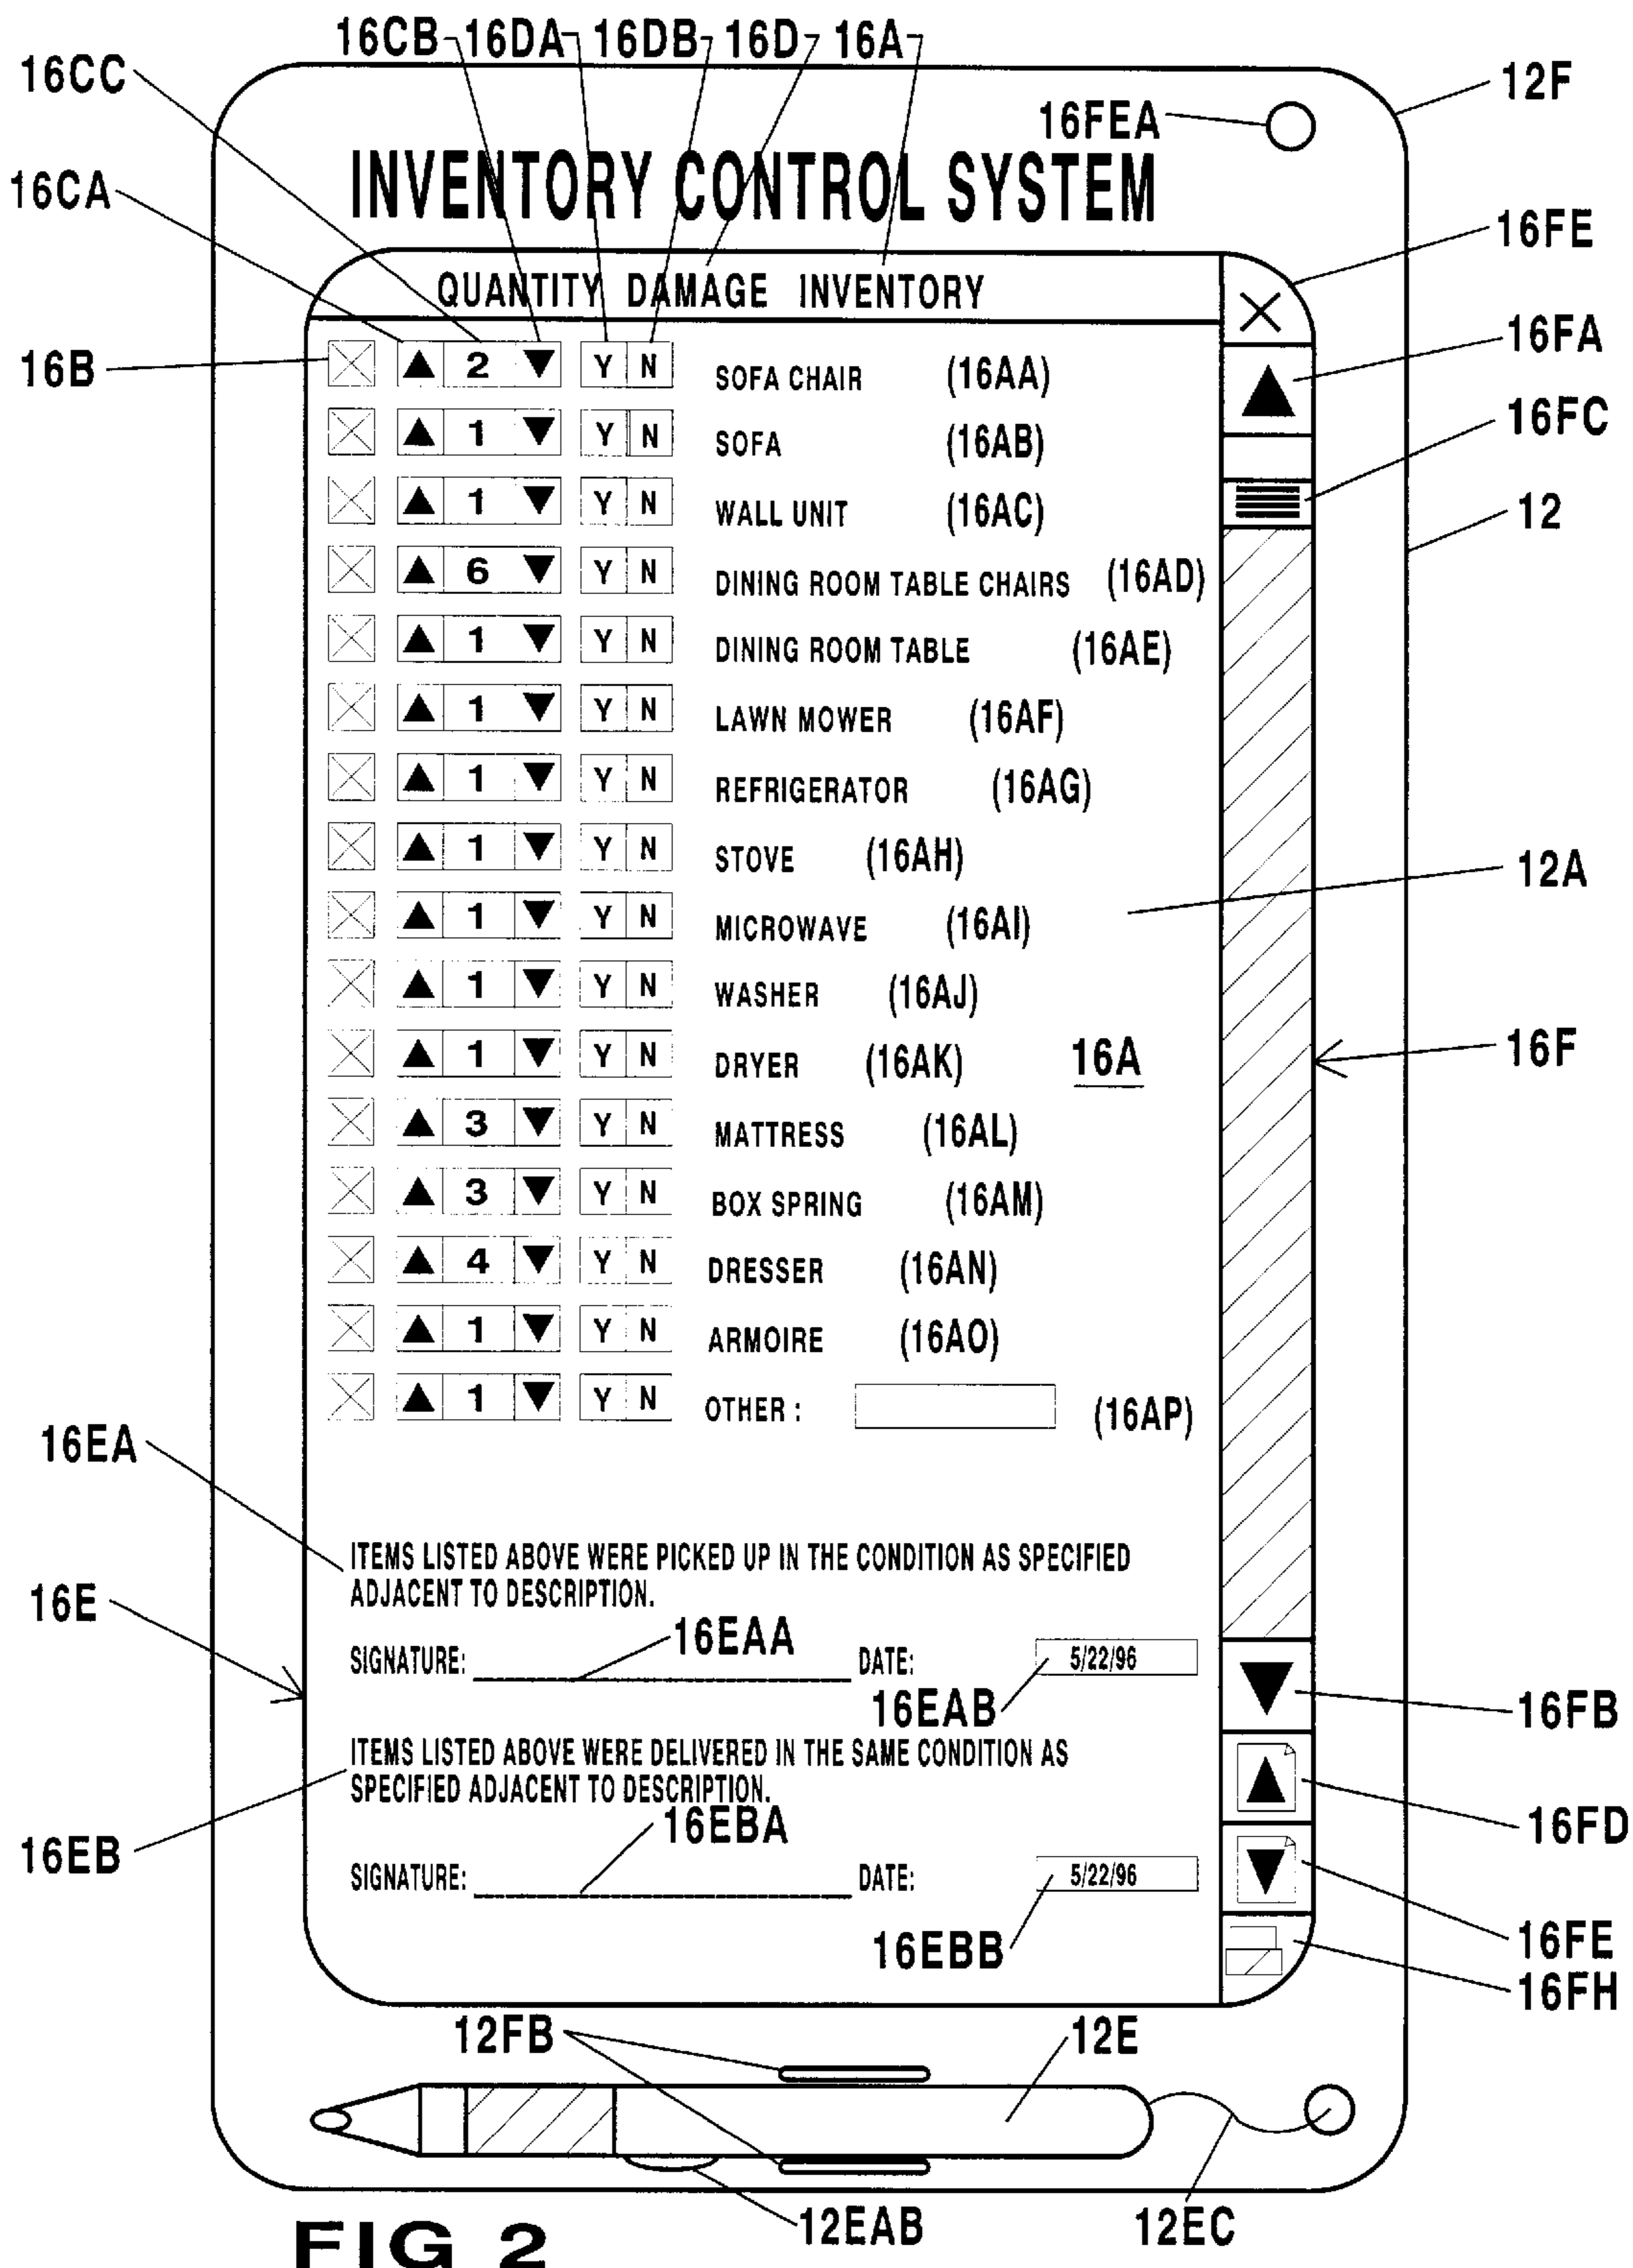 16CB 16DA 16DB 16D 16A
16CC
12F
16FEA
INVENTORY CONTROL SYSTEM
16CA
16FE
QUANTITY DAMAGE INVENTORY
16FA
16B
2 Y N SOFA CHAIR (16AA)
16FC
1 Y N SOFA (16AB)
1 Y N WALL UNIT (16AC)
12
6 Y N DINING ROOM TABLE CHAIRS (16AD)
1 Y N DINING ROOM TABLE (16AE)
1 Y N LAWN MOWER (16AF)
1 Y N REFRIGERATOR (16AG)
1 Y N STOVE (16AH)
12A
1 Y N MICROWAVE (16AI)
1 Y N WASHER (16AJ)
1 Y N DRYER (16AK) 16A
16F
3 Y N MATTRESS (16AL)
3 Y N BOX SPRING (16AM)
4 Y N DRESSER (16AN)
1 Y N ARMOIRE (16AO)
1 Y N OTHER : (16AP)
16EA
ITEMS LISTED ABOVE WERE PICKED UP IN THE CONDITION AS SPECIFIED
ADJACENT TO DESCRIPTION.
16E
16EAA
SIGNATURE: DATE: 5/22/96
16EAB
16FB
ITEMS LISTED ABOVE WERE DELIVERED IN THE SAME CONDITION AS
SPECIFIED ADJACENT TO DESCRIPTION.
16EBA
16FD
16EB
SIGNATURE: DATE: 5/22/96
16EBB
16FE
16FH
12FB
12E
12EAB
12EC
FIG 2